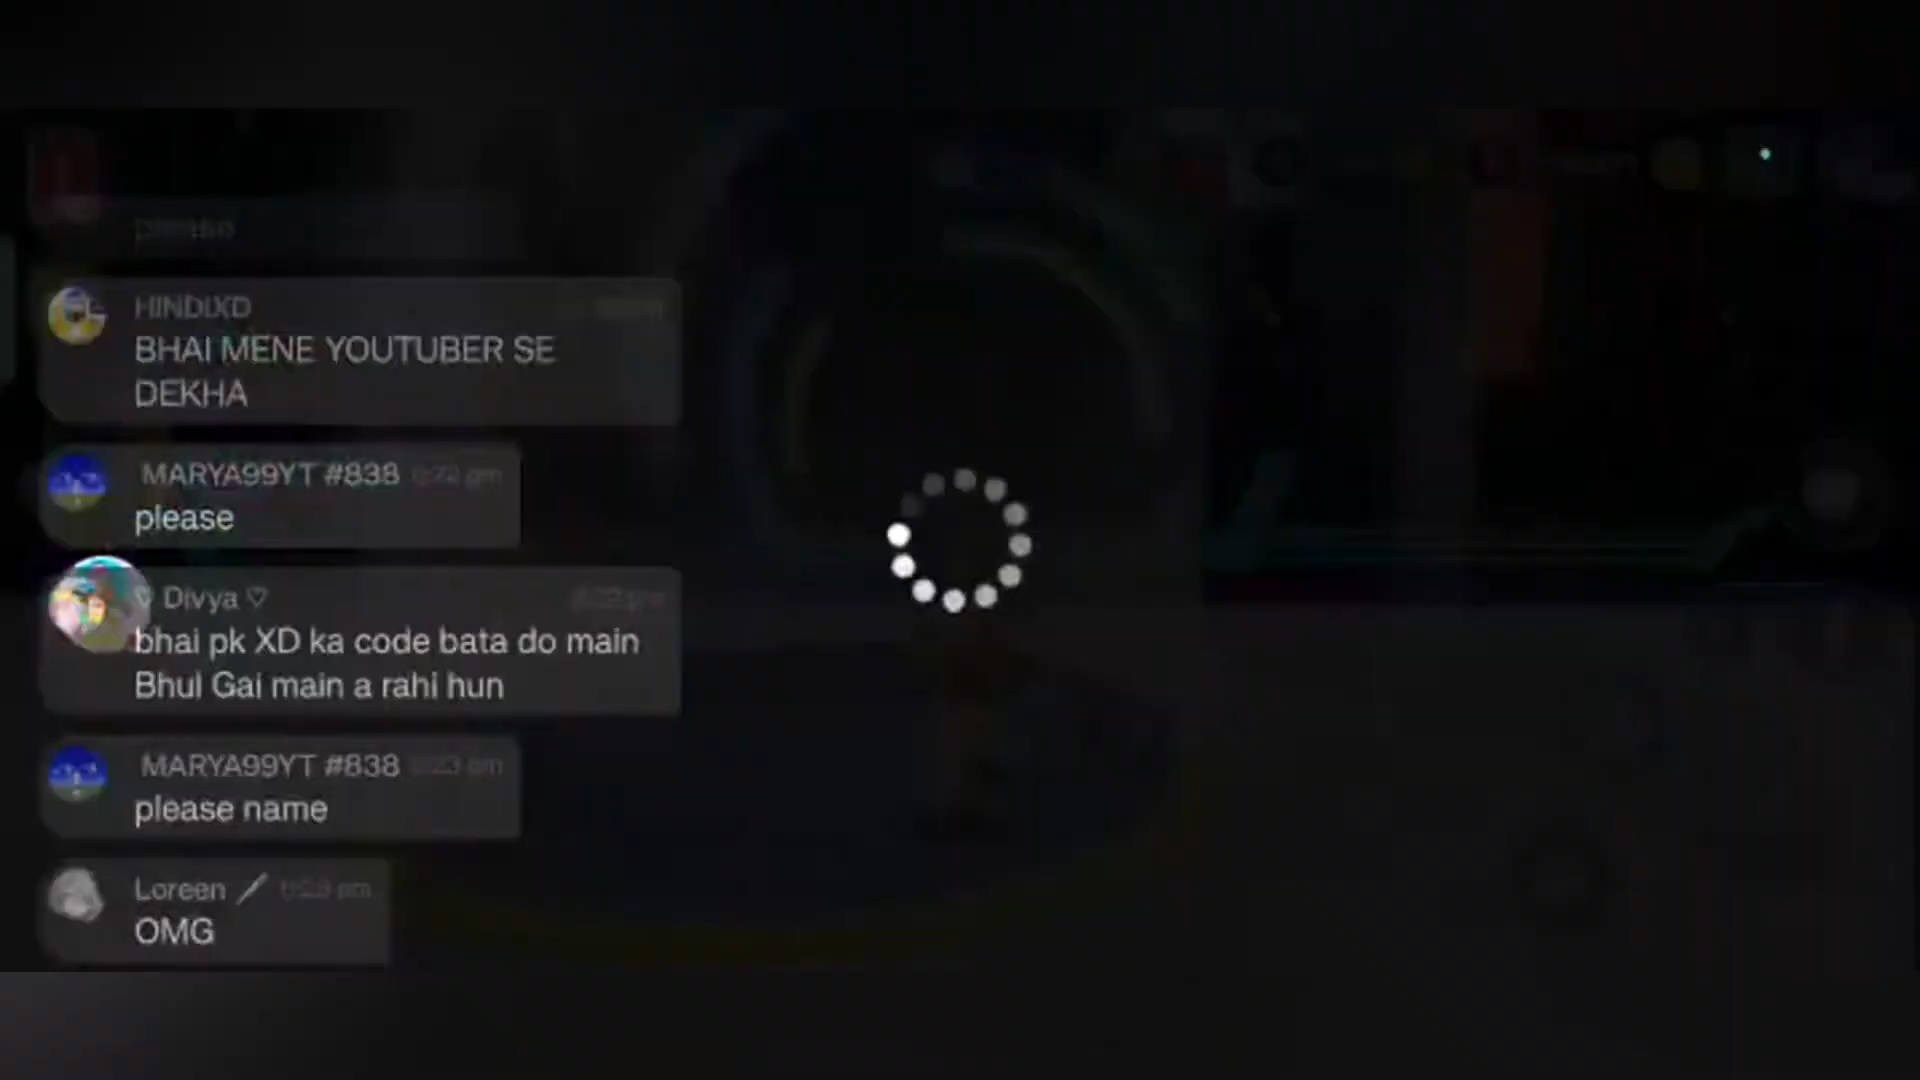 please
HINDIXD
BHAI MENE YOUTUBER SE
DEKHA
MARYA99YT #838
please
♡ Divya ♡
bhai pk XD ka code bata do main
Bhul Gai main a rahi hun
MARYA99YT #838
please name
Loreen
OMG